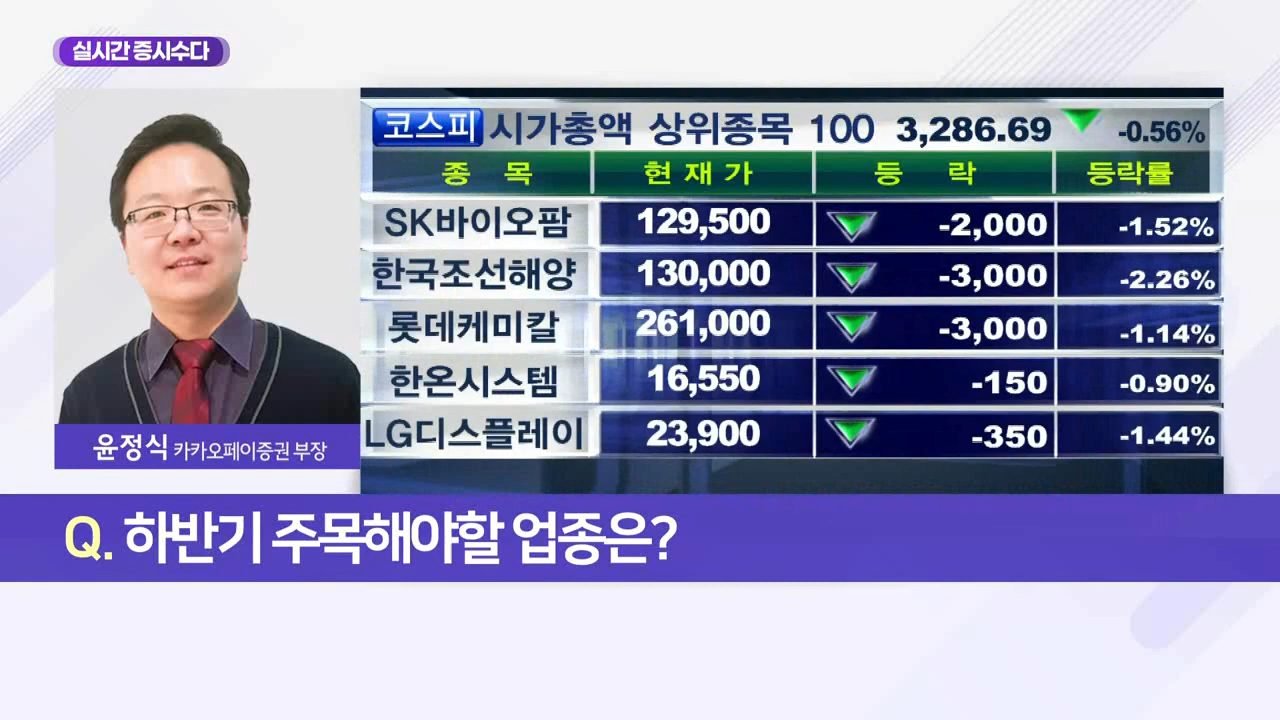 실시간 증시수다
코스피 시가총액 상위종목 100 3,286.69 -0.56%
종 목 현 재 가 등 락 등락률
SK바이오팜 129,500 -2,000 -1.52%
한국조선해양 130,000 -3,000 -2.26%
롯데케미칼 261,000 -3,000 -1.14%
한온시스템 16,550 -150 -0.90%
LG디스플레이 23,900 -350 -1.44%
윤정식 카카오페이증권 부장
Q. 하반기 주목해야할 업종은?